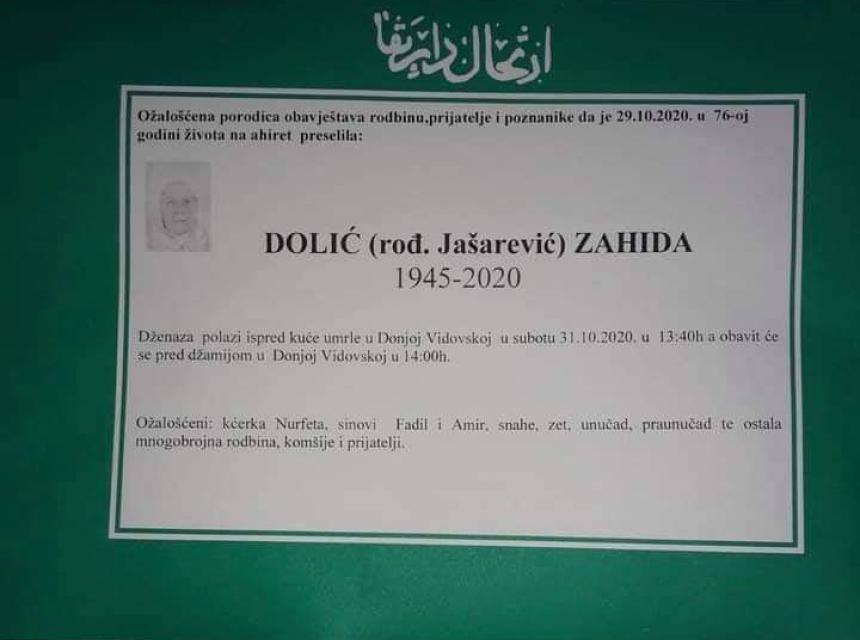 ارتحال دار بقا
Ožalošćena porodica obavještava rodbinu,prijatelje i poznanike da je 29.10.2020. u 76-oj
godini života na ahiret preselila:
DOLIĆ (rođ. Jašarević) ZAHIDA
1945-2020
Dženaza polazi ispred kuće umrle u Donjoj Vidovskoj u subotu 31.10.2020. u 13:40h a obavit će
se pred džamijom u Donjoj Vidovskoj u 14:00h.
Ožalošćeni: kćerka Nurfeta, sinovi Fadil i Amir, snahe, zet, unučad, praunučad te ostala
mnogobrojna rodbina, komšije i prijatelji.